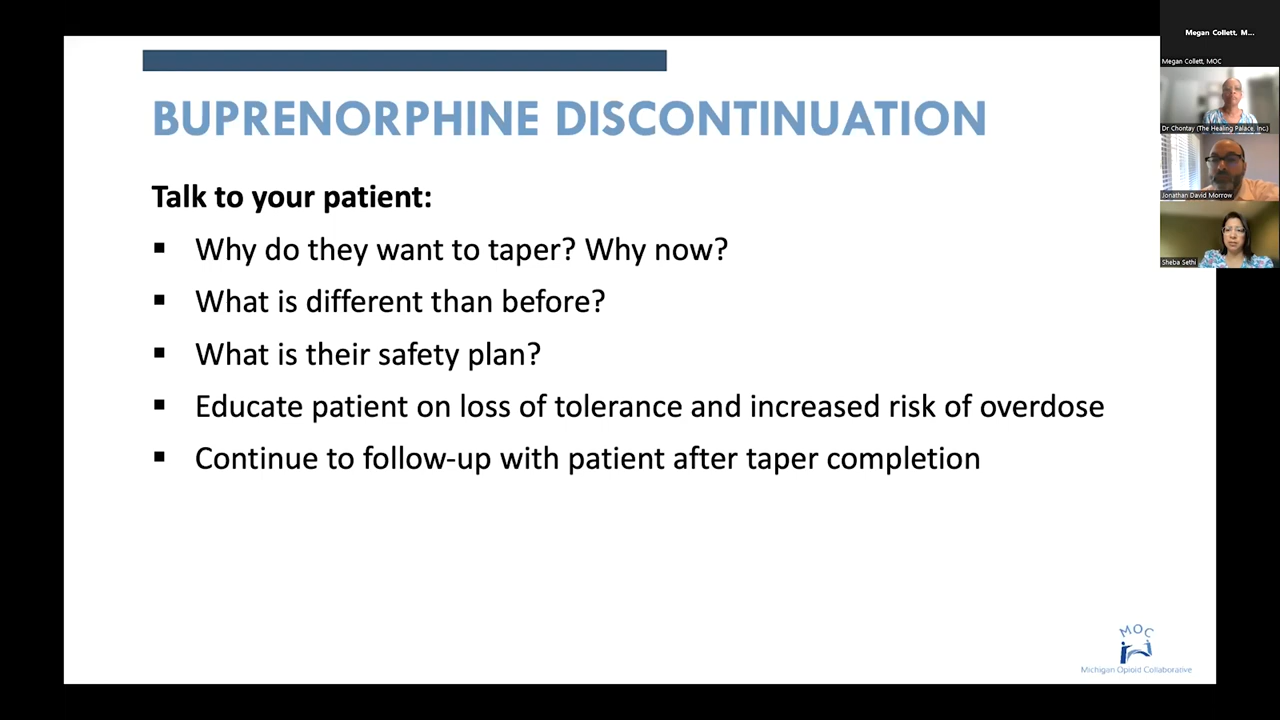 BUPRENORPHINE DISCONTINUATION
Talk to your patient:
▪ Why do they want to taper? Why now?
▪ What is different than before?
▪ What is their safety plan?
▪ Educate patient on loss of tolerance and increased risk of overdose
▪ Continue to follow-up with patient after taper completion
MOC
Michigan Opioid Collaborative
Megan Collett, M...
Megan Collett, MOC
Dr Chontay (The Healing Palace, Inc.)
Jonathan David Morrow
Sheba Sethi